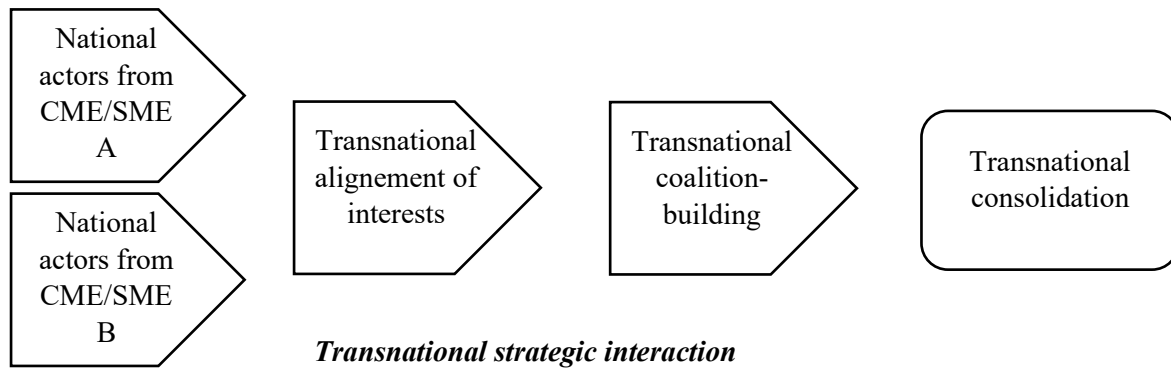 National
actors from
CME/SME
A
National
actors from
CME/SME
B
Transnational
alignement of
interests
Transnational
coalition-
building
Transnational
consolidation
Transnational strategic interaction